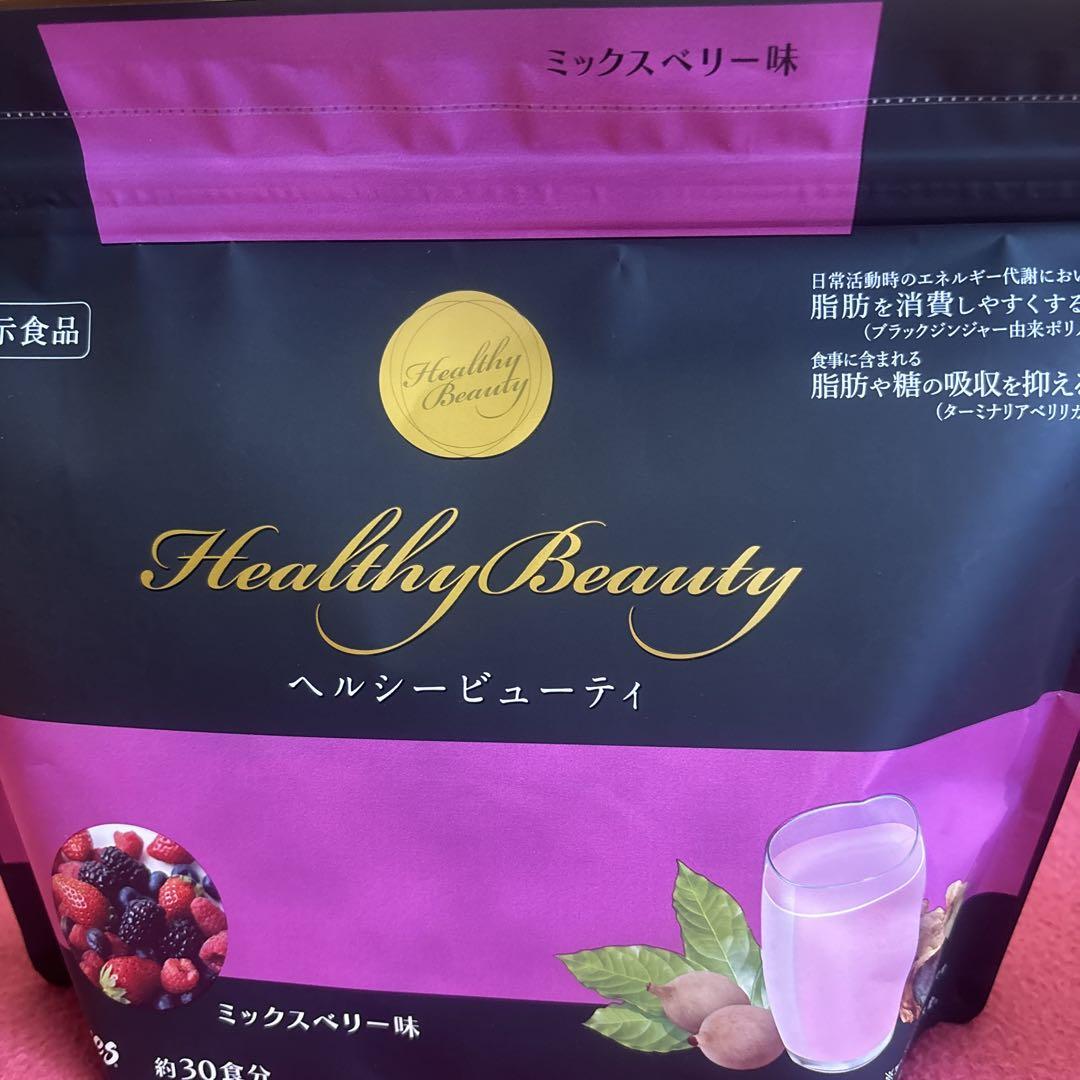 ミックスベリー味
示食品
日常活動時のエネルギー代謝におい
脂肪を消費しやすくする
(ブラックジンジャー由来ポリ
食事に含まれる
脂肪や糖の吸収を抑える
(ターミナリアベリリカ
Healthy
Beauty
Healthy Beauty
ヘルシービューティ
ミックスベリー味
es
約30食分